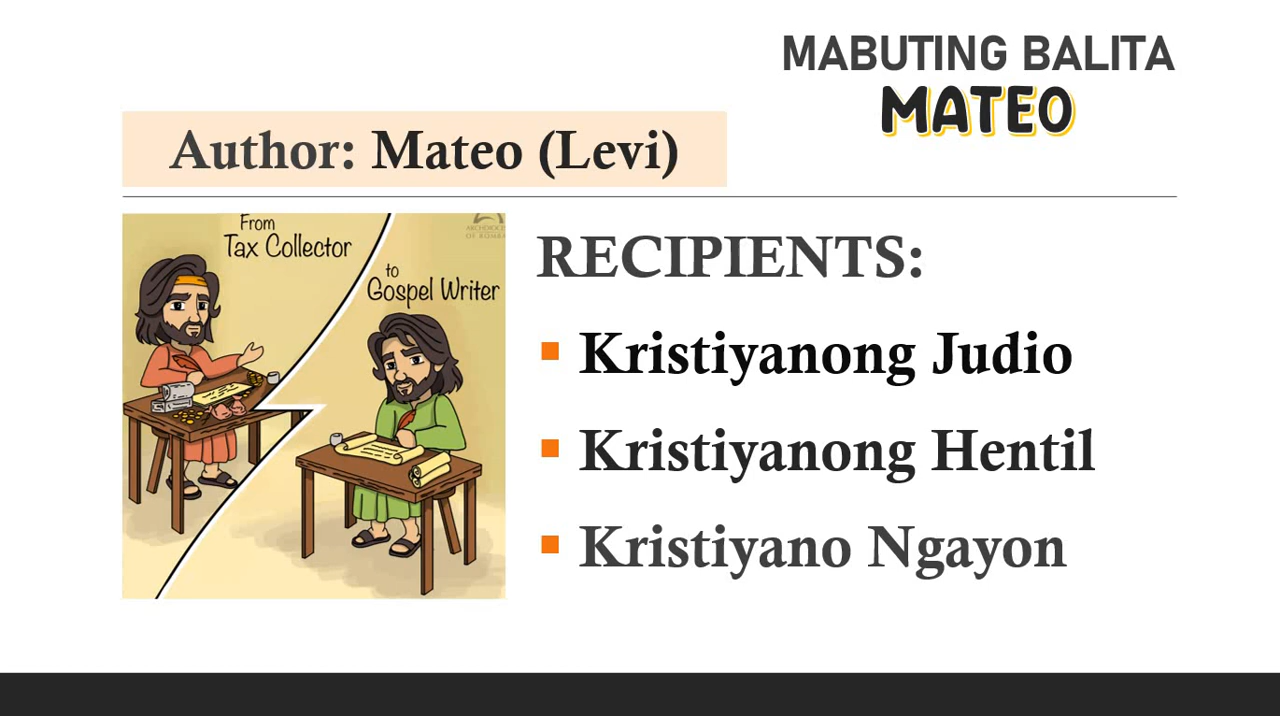 MABUTING BALITA
MATEO
Author: Mateo (Levi)
From
Tax Collector
to
Gospel Writer
RECIPIENTS:
Kristiyanong Judio
Kristiyanong Hentil
Kristiyano Ngayon